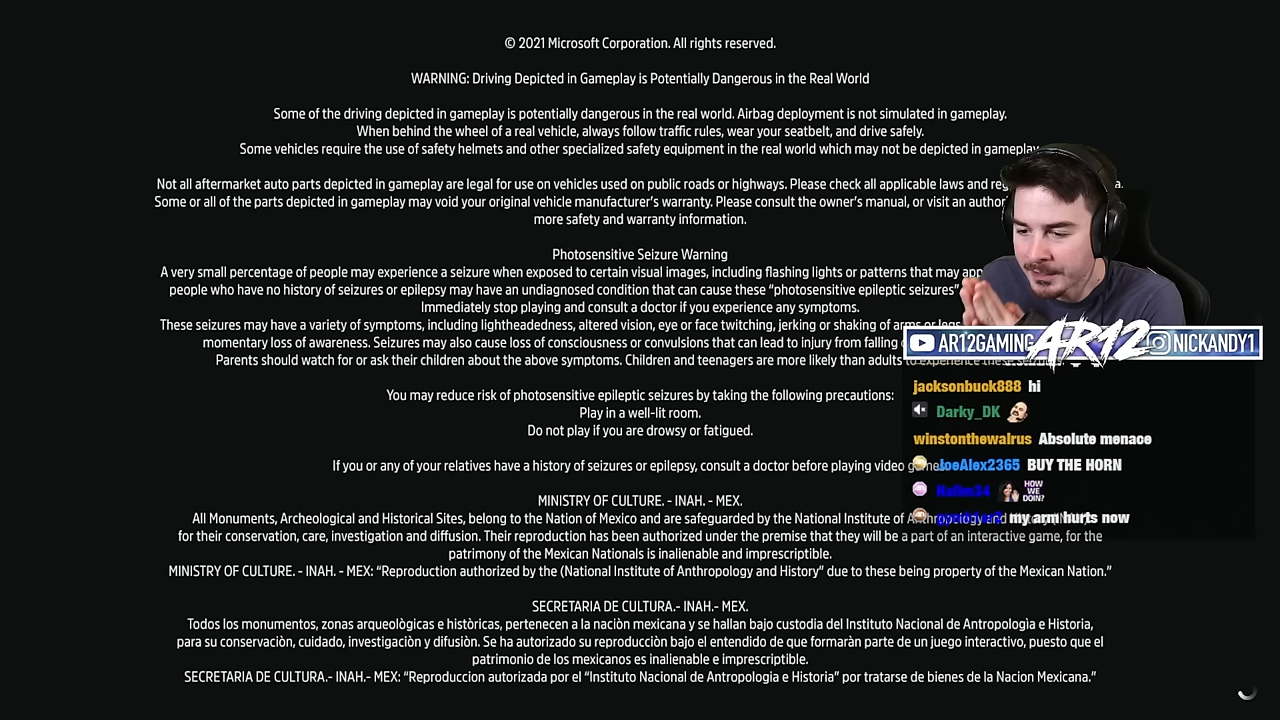 © 2021 Microsoft Corporation. All rights reserved.
WARNING: Driving Depicted in Gameplay is Potentially Dangerous in the Real World
Some of the driving depicted in gameplay is potentially dangerous in the real world. Airbag deployment is not simulated in gameplay.
When behind the wheel of a real vehicle, always follow traffic rules, wear your seatbelt, and drive safely.
Some vehicles require the use of safety helmets and other specialized safety equipment in the real world which may not be depicted in gameplay.
Not all aftermarket auto parts depicted in gameplay are legal for use on vehicles used on public roads or highways. Please check all applicable laws and
Some or all of the parts depicted in gameplay may void your original vehicle manufacturer's warranty. Please consult the owner's manual, or visit an
more safety and warranty information.
Photosensitive Seizure Warning
A very small percentage of people may experience a seizure when exposed to certain visual images, including flashing lights or patterns that may
people who have no history of seizures or epilepsy may have an undiagnosed condition that can cause these "photosensitive epileptic seizures"
Immediately stop playing and consult a doctor if you experience any symptoms.
These seizures may have a variety of symptoms, including lightheadedness, altered vision, eye or face twitching, jerking or shaking of arms or legs
momentary loss of awareness. Seizures may also cause loss of consciousness or convulsions that can lead to injury from falling
Parents should watch for or ask their children about the above symptoms. Children and teenagers are more likely than adults to experience these seizures.
You may reduce risk of photosensitive epileptic seizures by taking the following precautions:
Play in a well-lit room.
Do not play if you are drowsy or fatigued.
If you or any of your relatives have a history of seizures or epilepsy, consult a doctor before playing video games.
MINISTRY OF CULTURE. - INAH. - MEX.
All Monuments, Archeological and Historical Sites, belong to the Nation of Mexico and are safeguarded by the National Institute of Anthropology and
for their conservation, care, investigation and diffusion. Their reproduction has been authorized under the premise that they will be a part of an interactive game, for the
patrimony of the Mexican Nationals is inalienable and imprescriptible.
MINISTRY OF CULTURE. - INAH. - MEX: “Reproduction authorized by the (National Institute of Anthropology and History” due to these being property of the Mexican Nation.”
SECRETARIA DE CULTURA.- INAH.- MEX.
Todos los monumentos, zonas arqueològicas e històricas, pertenecen a la naciòn mexicana y se hallan bajo custodia del Instituto Nacional de Antropologìa e Historia,
para su conservaciòn, cuidado, investigaciòn y difusiòn. Se ha autorizado su reproducciòn bajo el entendido de que formaràn parte de un juego interactivo, puesto que el
patrimonio de los mexicanos es inalienable e imprescriptible.
SECRETARIA DE CULTURA.- INAH.- MEX: “Reproduccion autorizada por el “Instituto Nacional de Antropologia e Historia” por tratarse de bienes de la Nacion Mexicana.”
AR12GAMING AR12 NICKANDY1
jacksonbuck888 hi
Darky_DK
winstonthewalrus Absolute menace
JoeAlex2365 BUY THE HORN
HOW WE DOIN?
my arm hurts now